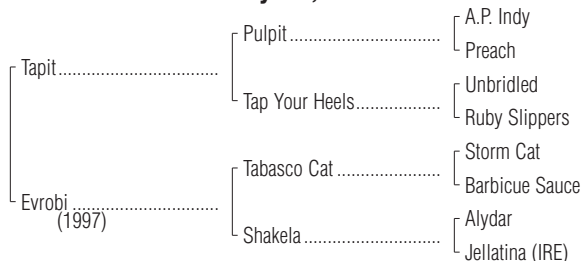 A.P. Indy
Pulpit
Preach
Tapit
Unbridled
Tap Your Heels
Ruby Slippers
Storm Cat
Tabasco Cat
Barbicue Sauce
Evrobi
(1997)
Alydar
Shakela
Jellatina (IRE)